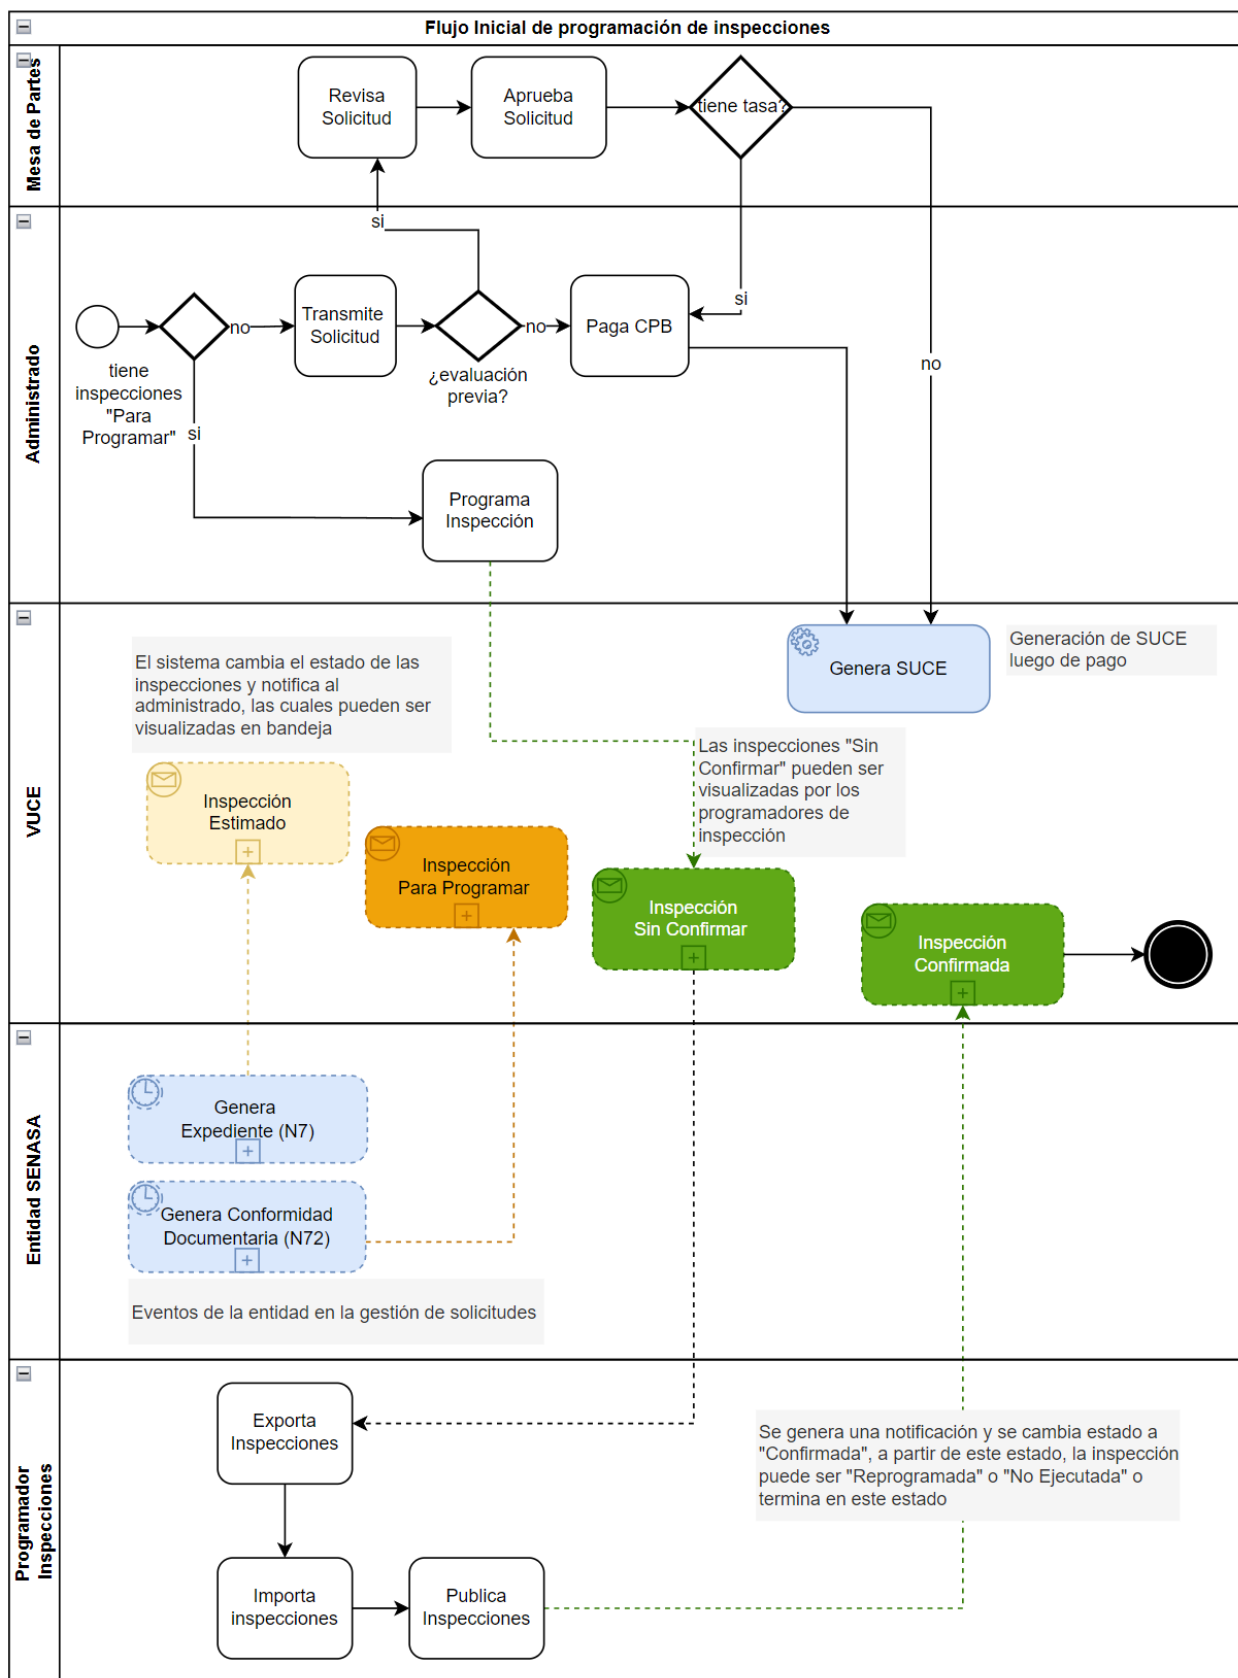 Flujo Inicial de programación de inspecciones
Mesa de Partes
Revisa
Solicitud
Aprueba
Solicitud
tiene tasa?
si
si
no
Administrado
no
Transmite
Solicitud
no
Paga CPB
tiene
inspecciones
"Para
Programar"
si
¿evaluación
previa?
Programa
Inspección
VUCE
El sistema cambia el estado de las
inspecciones y notifica al
administrado, las cuales pueden ser
visualizadas en bandeja
Genera SUCE
Generación de SUCE
luego de pago
Las inspecciones "Sin
Confirmar" pueden ser
visualizadas por los
programadores de
inspección
Inspección
Estimado
Inspección
Para Programar
Inspección
Sin Confirmar
Inspección
Confirmada
Entidad SENASA
Genera
Expediente (N7)
Genera Conformidad
Documentaria (N72)
Eventos de la entidad en la gestión de solicitudes
Programador
Inspecciones
Exporta
Inspecciones
Se genera una notificación y se cambia estado a
"Confirmada", a partir de este estado, la inspección
puede ser "Reprogramada" o "No Ejecutada" o
termina en este estado
Importa
inspecciones
Publica
Inspecciones